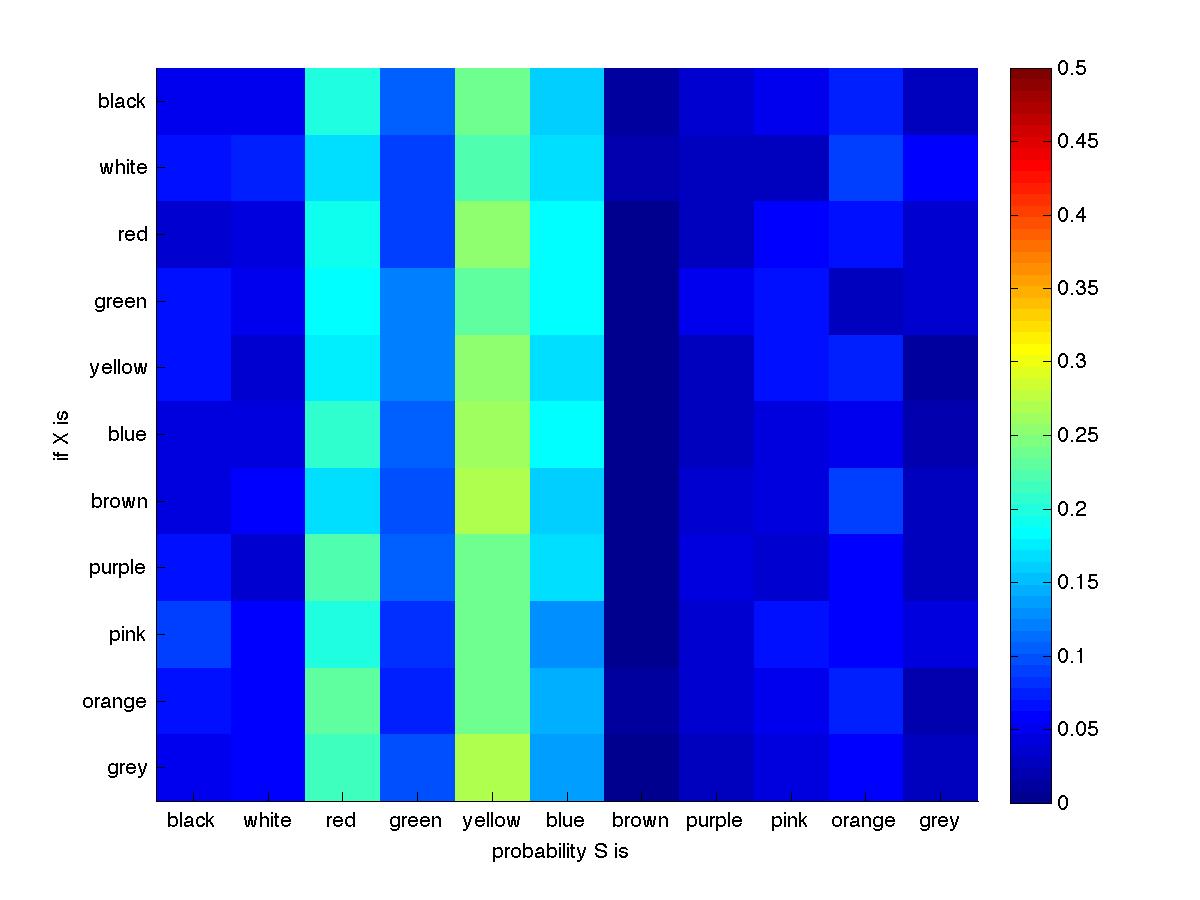 if X is
black
white
red
green
yellow
blue
brown
purple
pink
orange
grey
black white red green yellow blue brown purple pink orange grey
probability S is
0.5
0.45
0.4
0.35
0.3
0.25
0.2
0.15
0.1
0.05
0